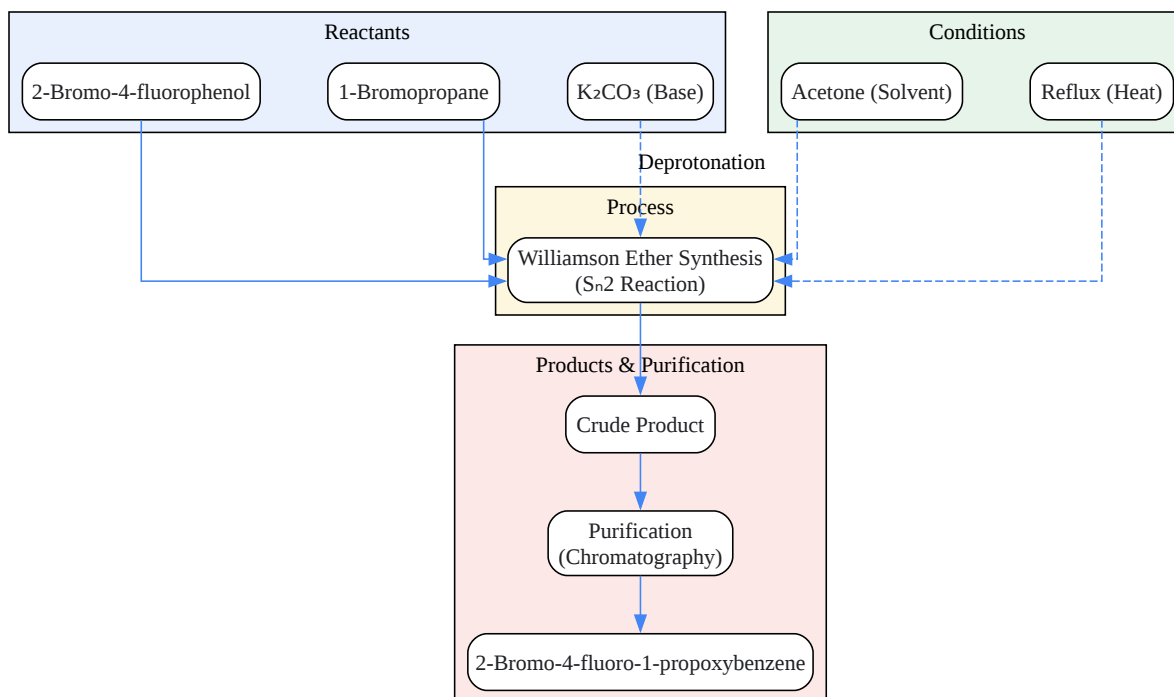 Reactants
Conditions
2-Bromo-4-fluorophenol
1-Bromopropane
K₂CO₃ (Base)
Acetone (Solvent)
Reflux (Heat)
Deprotonation
Process
Williamson Ether Synthesis
(Sₙ2 Reaction)
Products & Purification
Crude Product
Purification
(Chromatography)
2-Bromo-4-fluoro-1-propoxybenzene